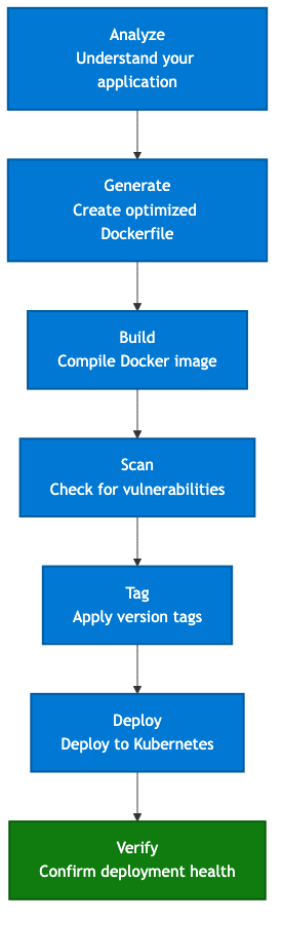 Analyze
Understand your
application
Generate
Create optimized
Dockerfile
Build
Compile Docker image
Scan
Check for vulnerabilities
Tag
Apply version tags
Deploy
Deploy to Kubernetes
Verify
Confirm deployment health